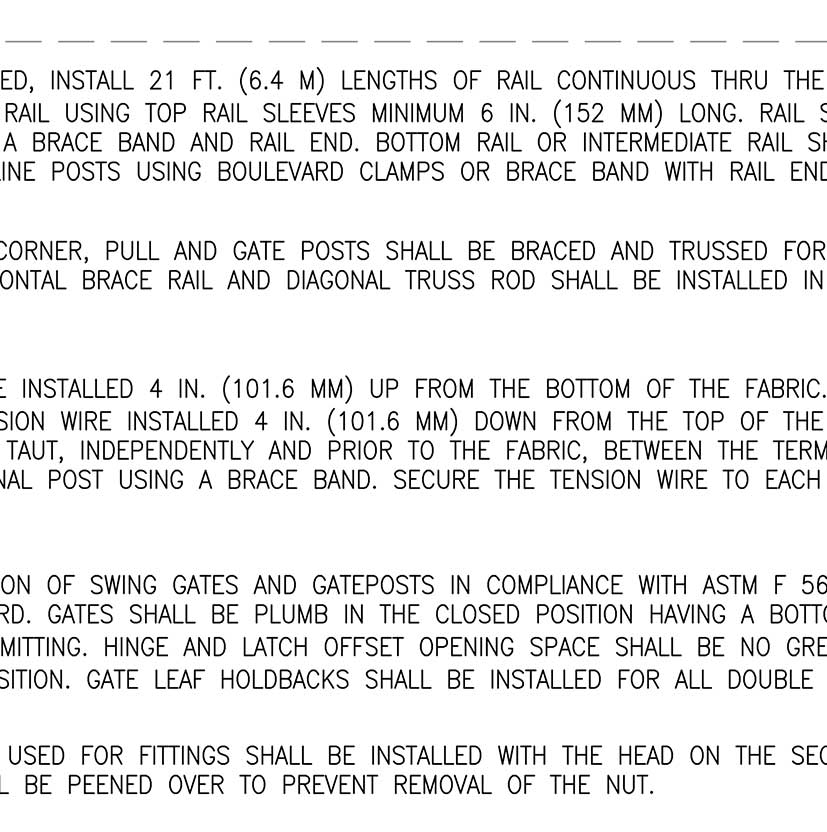 ED, INSTALL 21 FT. (6.4 M) LENGTHS OF RAIL CONTINUOUS THRU THE
RAIL USING TOP RAIL SLEEVES MINIMUM 6 IN. (152 MM) LONG. RAIL S
A BRACE BAND AND RAIL END. BOTTOM RAIL OR INTERMEDIATE RAIL SH
INE POSTS USING BOULEVARD CLAMPS OR BRACE BAND WITH RAIL END
CORNER, PULL AND GATE POSTS SHALL BE BRACED AND TRUSSED FOR
ONTAL BRACE RAIL AND DIAGONAL TRUSS ROD SHALL BE INSTALLED IN
E INSTALLED 4 IN. (101.6 MM) UP FROM THE BOTTOM OF THE FABRIC.
SION WIRE INSTALLED 4 IN. (101.6 MM) DOWN FROM THE TOP OF THE
TAUT, INDEPENDENTLY AND PRIOR TO THE FABRIC, BETWEEN THE TERM
NAL POST USING A BRACE BAND. SECURE THE TENSION WIRE TO EACH
ON OF SWING GATES AND GATEPOSTS IN COMPLIANCE WITH ASTM F 56
RD. GATES SHALL BE PLUMB IN THE CLOSED POSITION HAVING A BOTTO
MITTING. HINGE AND LATCH OFFSET OPENING SPACE SHALL BE NO GRE
SITION. GATE LEAF HOLDBACKS SHALL BE INSTALLED FOR ALL DOUBLE
USED FOR FITTINGS SHALL BE INSTALLED WITH THE HEAD ON THE SEC
L BE PEENED OVER TO PREVENT REMOVAL OF THE NUT.